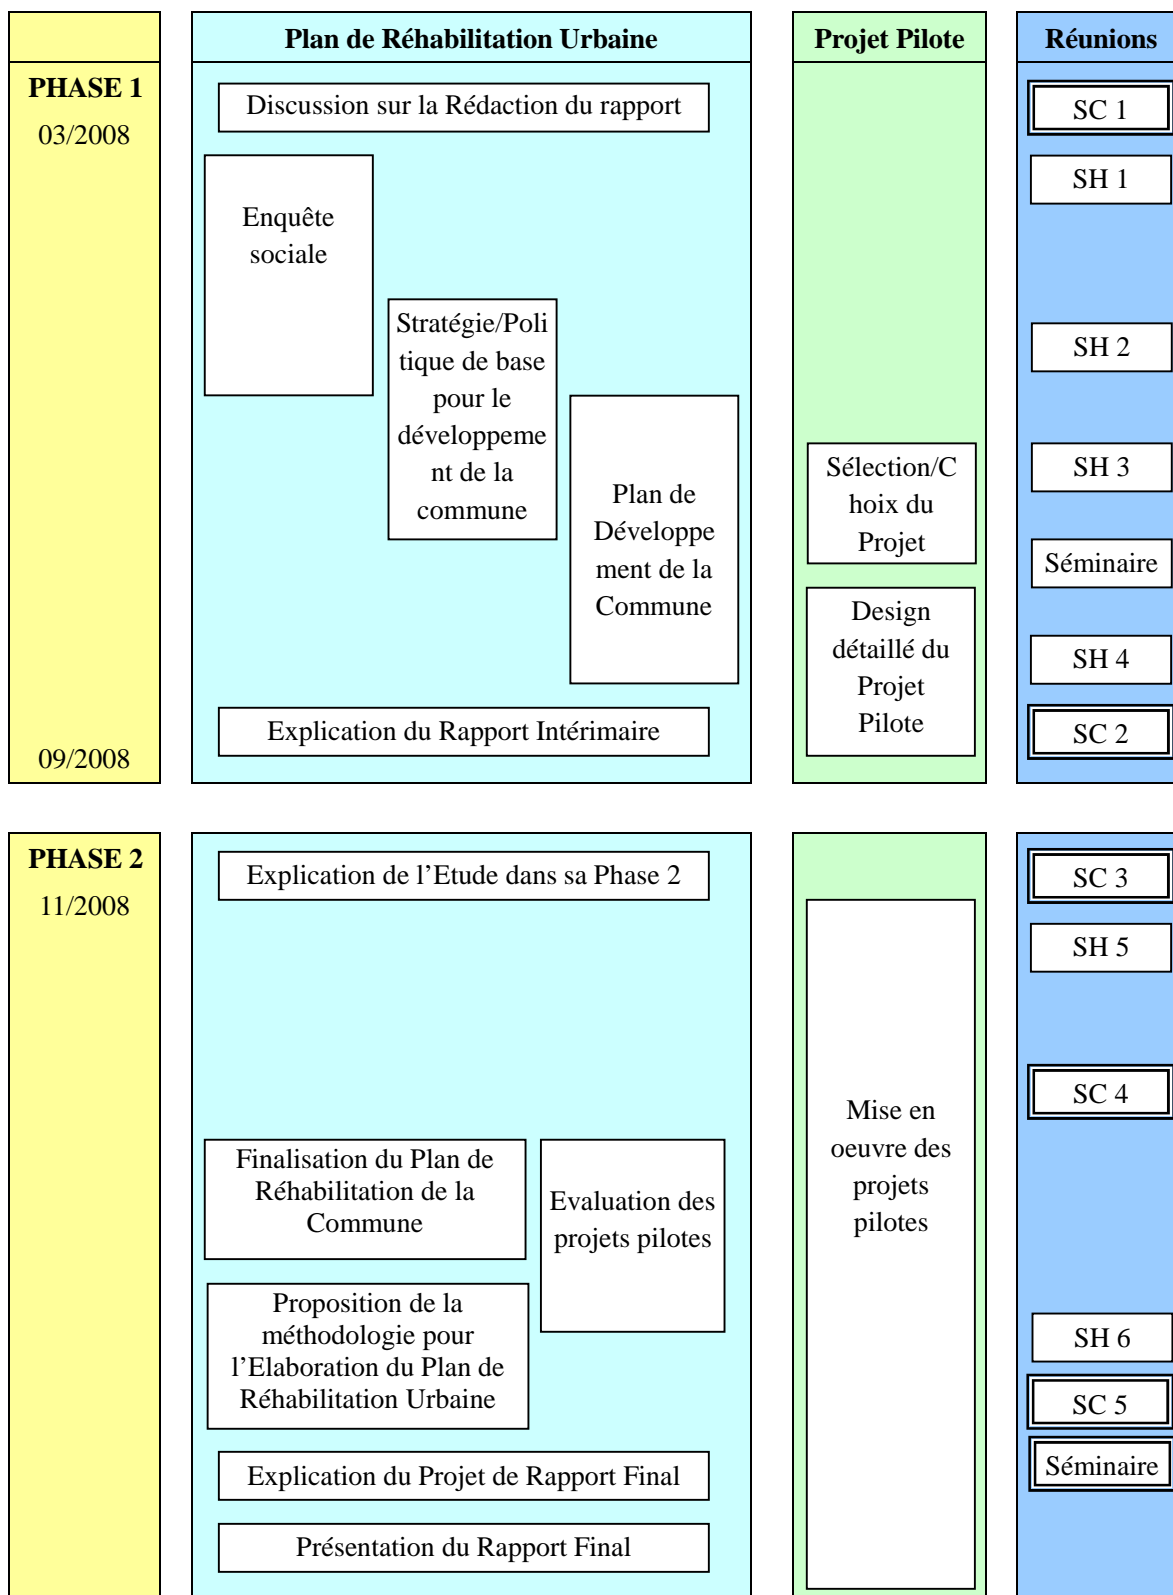 Plan de Réhabilitation Urbaine
Projet Pilote
Réunions
PHASE 1
03/2008
09/2008
Discussion sur la Rédaction du rapport
Enquête
sociale
Stratégie/Poli
tique de base
pour le
développeme
nt de la
commune
Plan de
Développe
ment de la
Commune
Explication du Rapport Intérimaire
Sélection/C
hoix du
Projet
Design
détaillé du
Projet
Pilote
SC 1
SH 1
SH 2
SH 3
Séminaire
SH 4
SC 2
PHASE 2
11/2008
Explication de l’Etude dans sa Phase 2
Finalisation du Plan de
Réhabilitation de la
Commune
Evaluation des
projets pilotes
Proposition de la
méthodologie pour
l’Elaboration du Plan de
Réhabilitation Urbaine
Explication du Projet de Rapport Final
Présentation du Rapport Final
Mise en
oeuvre des
projets
pilotes
SC 3
SH 5
SC 4
SH 6
SC 5
Séminaire